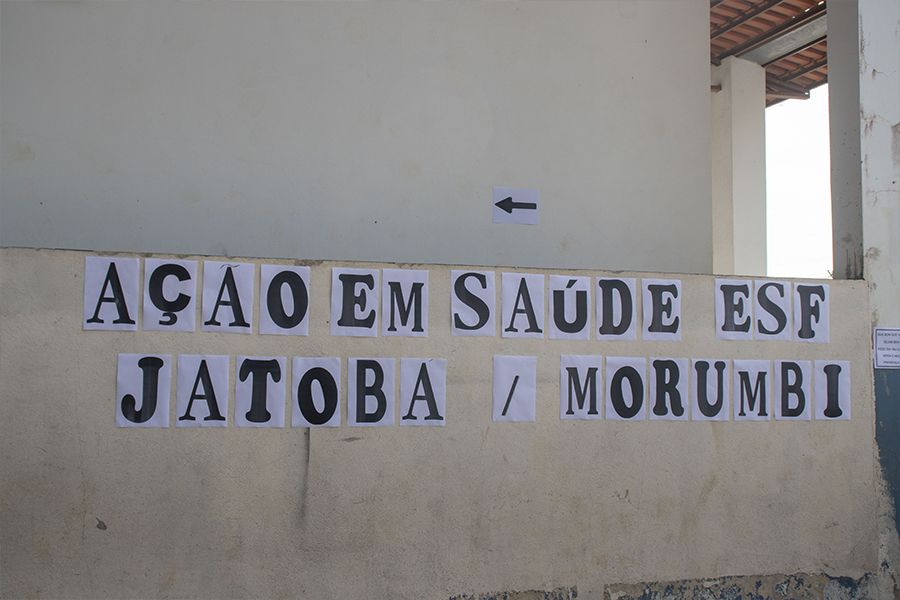 AÇÃO EM SAÚDE ESF
JATOBA / MORUMBI